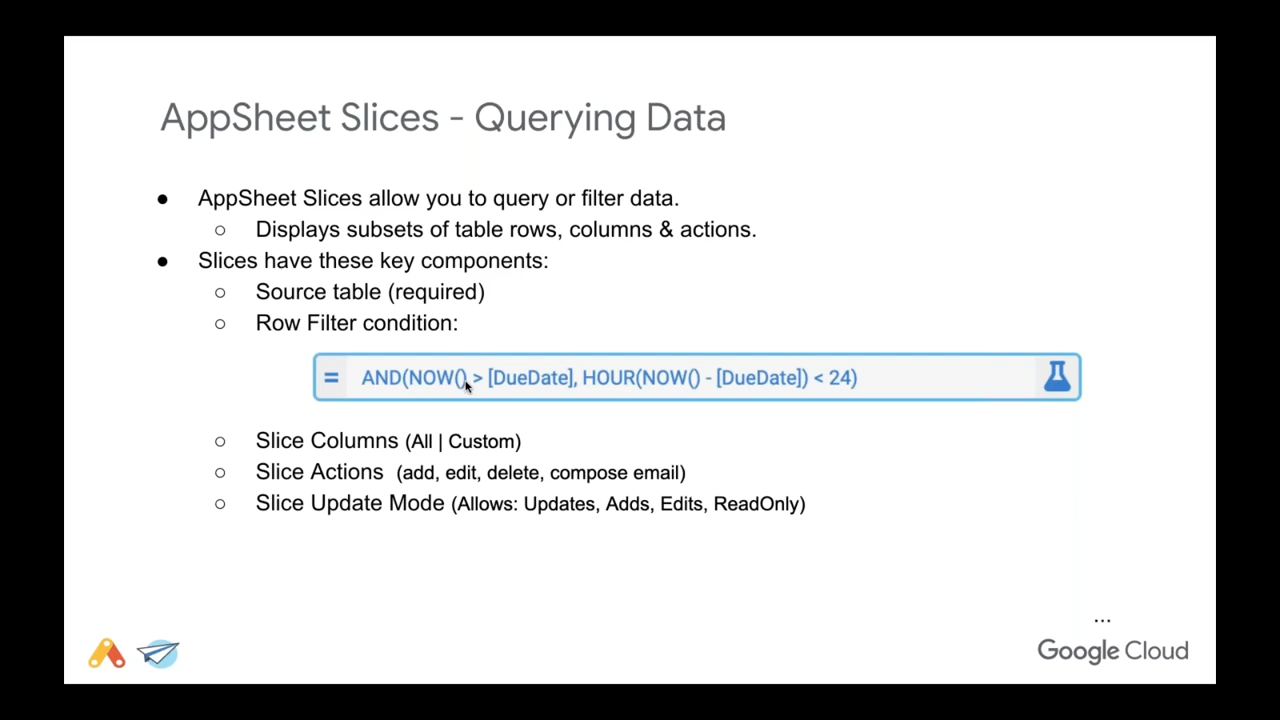 AppSheet Slices - Querying Data
● AppSheet Slices allow you to query or filter data.
○ Displays subsets of table rows, columns & actions.
● Slices have these key components:
○ Source table (required)
○ Row Filter condition:
= AND(NOW() > [DueDate], HOUR(NOW() - [DueDate]) < 24)
○ Slice Columns (All | Custom)
○ Slice Actions (add, edit, delete, compose email)
○ Slice Update Mode (Allows: Updates, Adds, Edits, ReadOnly)
...
Google Cloud